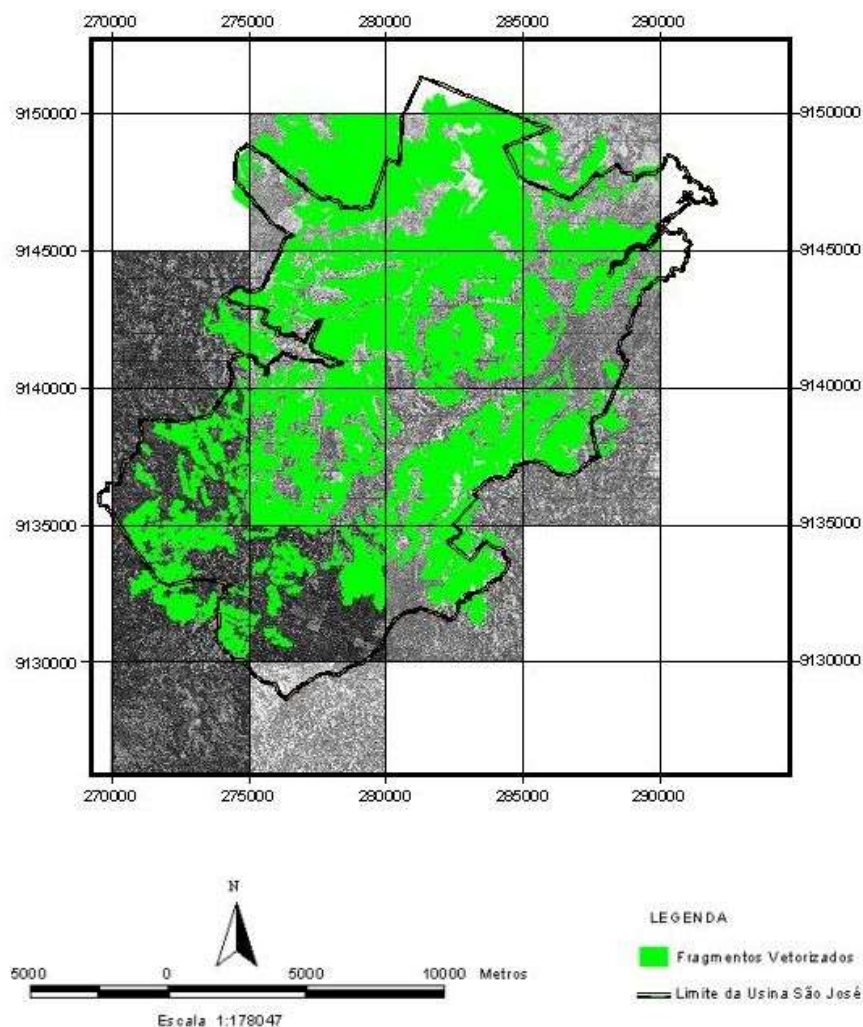 270000 275000 280000 285000 290000
9150000 9150000
9145000 9145000
9140000 9140000
9135000 9135000
9130000 9130000
270000 275000 280000 285000 290000
N
5000 0 5000 10000 Metros
Escala 1:178047
LEGENDA
Fragmentos Vetorizados
Limite da Usina São José